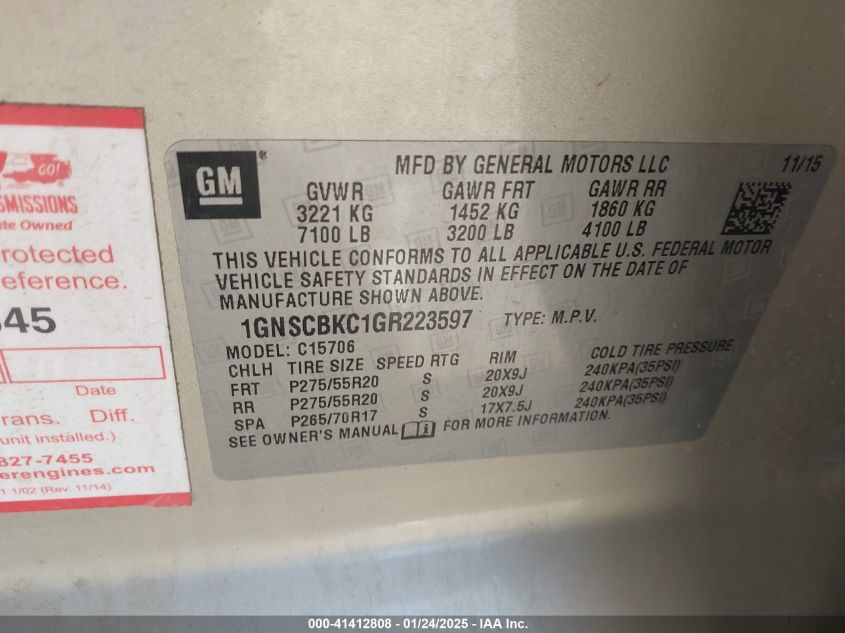 GO!
SMISSIONS
te Owned
rotected
eference.
545
Date
rans. Diff.
unit installed.)
827-7455
erengines.com
1 1/02 (Rev. 11/14)
GM
MFD BY GENERAL MOTORS LLC 11/15
GVWR GAWR FRT GAWR RR
3221 KG 1452 KG 1860 KG
7100 LB 3200 LB 4100 LB
THIS VEHICLE CONFORMS TO ALL APPLICABLE U.S. FEDERAL MOTOR
VEHICLE SAFETY STANDARDS IN EFFECT ON THE DATE OF
MANUFACTURE SHOWN ABOVE.
1GNSCBKC1GR223597 TYPE: M.P.V.
MODEL: C15706
CHLH TIRE SIZE SPEED RTG RIM COLD TIRE PRESSURE
FRT P275/55R20 S 20X9J 240KPA(35PSI)
RR P275/55R20 S 20X9J 240KPA(35PSI)
SPA P265/70R17 S 17X7.5J 240KPA(35PSI)
SEE OWNER'S MANUAL FOR MORE INFORMATION.
000-41412808 - 01/24/2025 - IAA Inc.